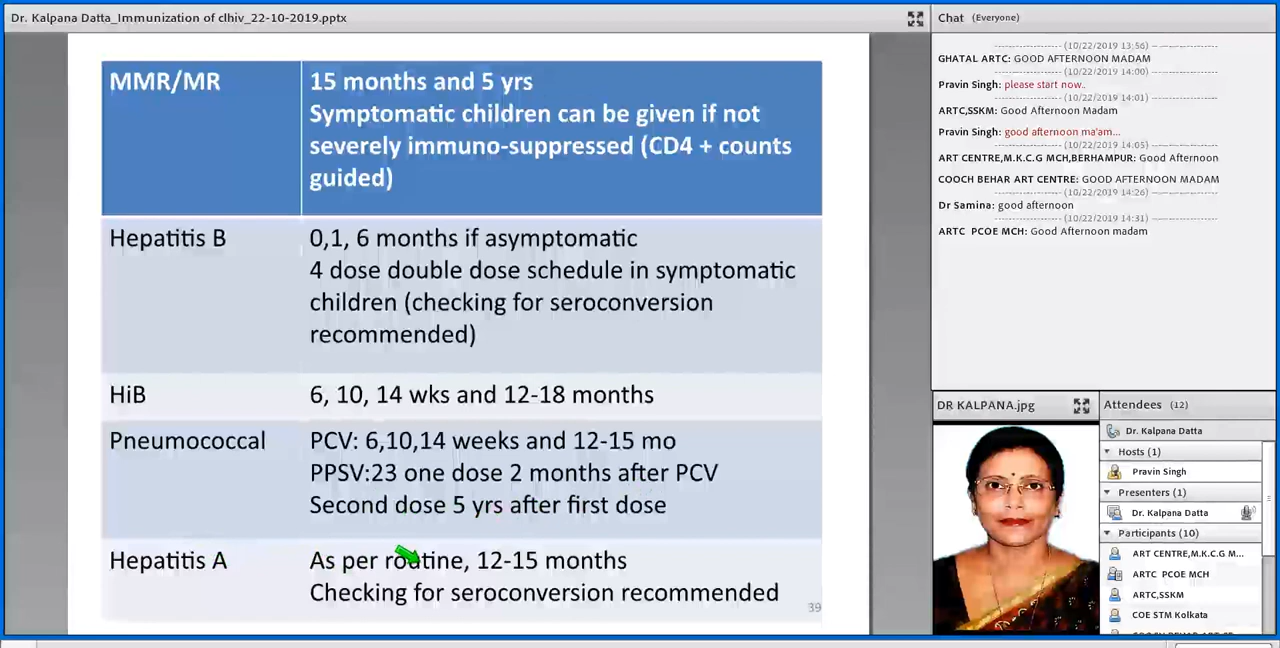 Dr. Kalpana Datta_Immunization of clhiv_22-10-2019.pptx
MMR/MR
15 months and 5 yrs
Symptomatic children can be given if not
severely immuno-suppressed (CD4 + counts
guided)
Hepatitis B
0,1, 6 months if asymptomatic
4 dose double dose schedule in symptomatic
children (checking for seroconversion
recommended)
HiB
6, 10, 14 wks and 12-18 months
Pneumococcal
PCV: 6,10,14 weeks and 12-15 mo
PPSV:23 one dose 2 months after PCV
Second dose 5 yrs after first dose
Hepatitis A
As per routine, 12-15 months
Checking for seroconversion recommended
39
Chat (Everyone)
(10/22/2019 13:56)
GHATAL ARTC: GOOD AFTERNOON MADAM
(10/22/2019 14:00)
Pravin Singh: please start now..
(10/22/2019 14:01)
ARTC,SSKM: Good Afternoon Madam
Pravin Singh: good afternoon ma'am...
(10/22/2019 14:05)
ART CENTRE,M.K.C.G MCH,BERHAMPUR: Good Afternoon
COOCH BEHAR ART CENTRE: GOOD AFTERNOON MADAM
(10/22/2019 14:26)
Dr Samina: good afternoon
(10/22/2019 14:31)
ARTC PCOE MCH: Good Afternoon madam
DR KALPANA.jpg
Attendees (12)
Dr. Kalpana Datta
Hosts (1)
Pravin Singh
Presenters (1)
Dr. Kalpana Datta
Participants (10)
ART CENTRE,M.K.C.G M...
ARTC PCOE MCH
ARTC,SSKM
COE STM Kolkata